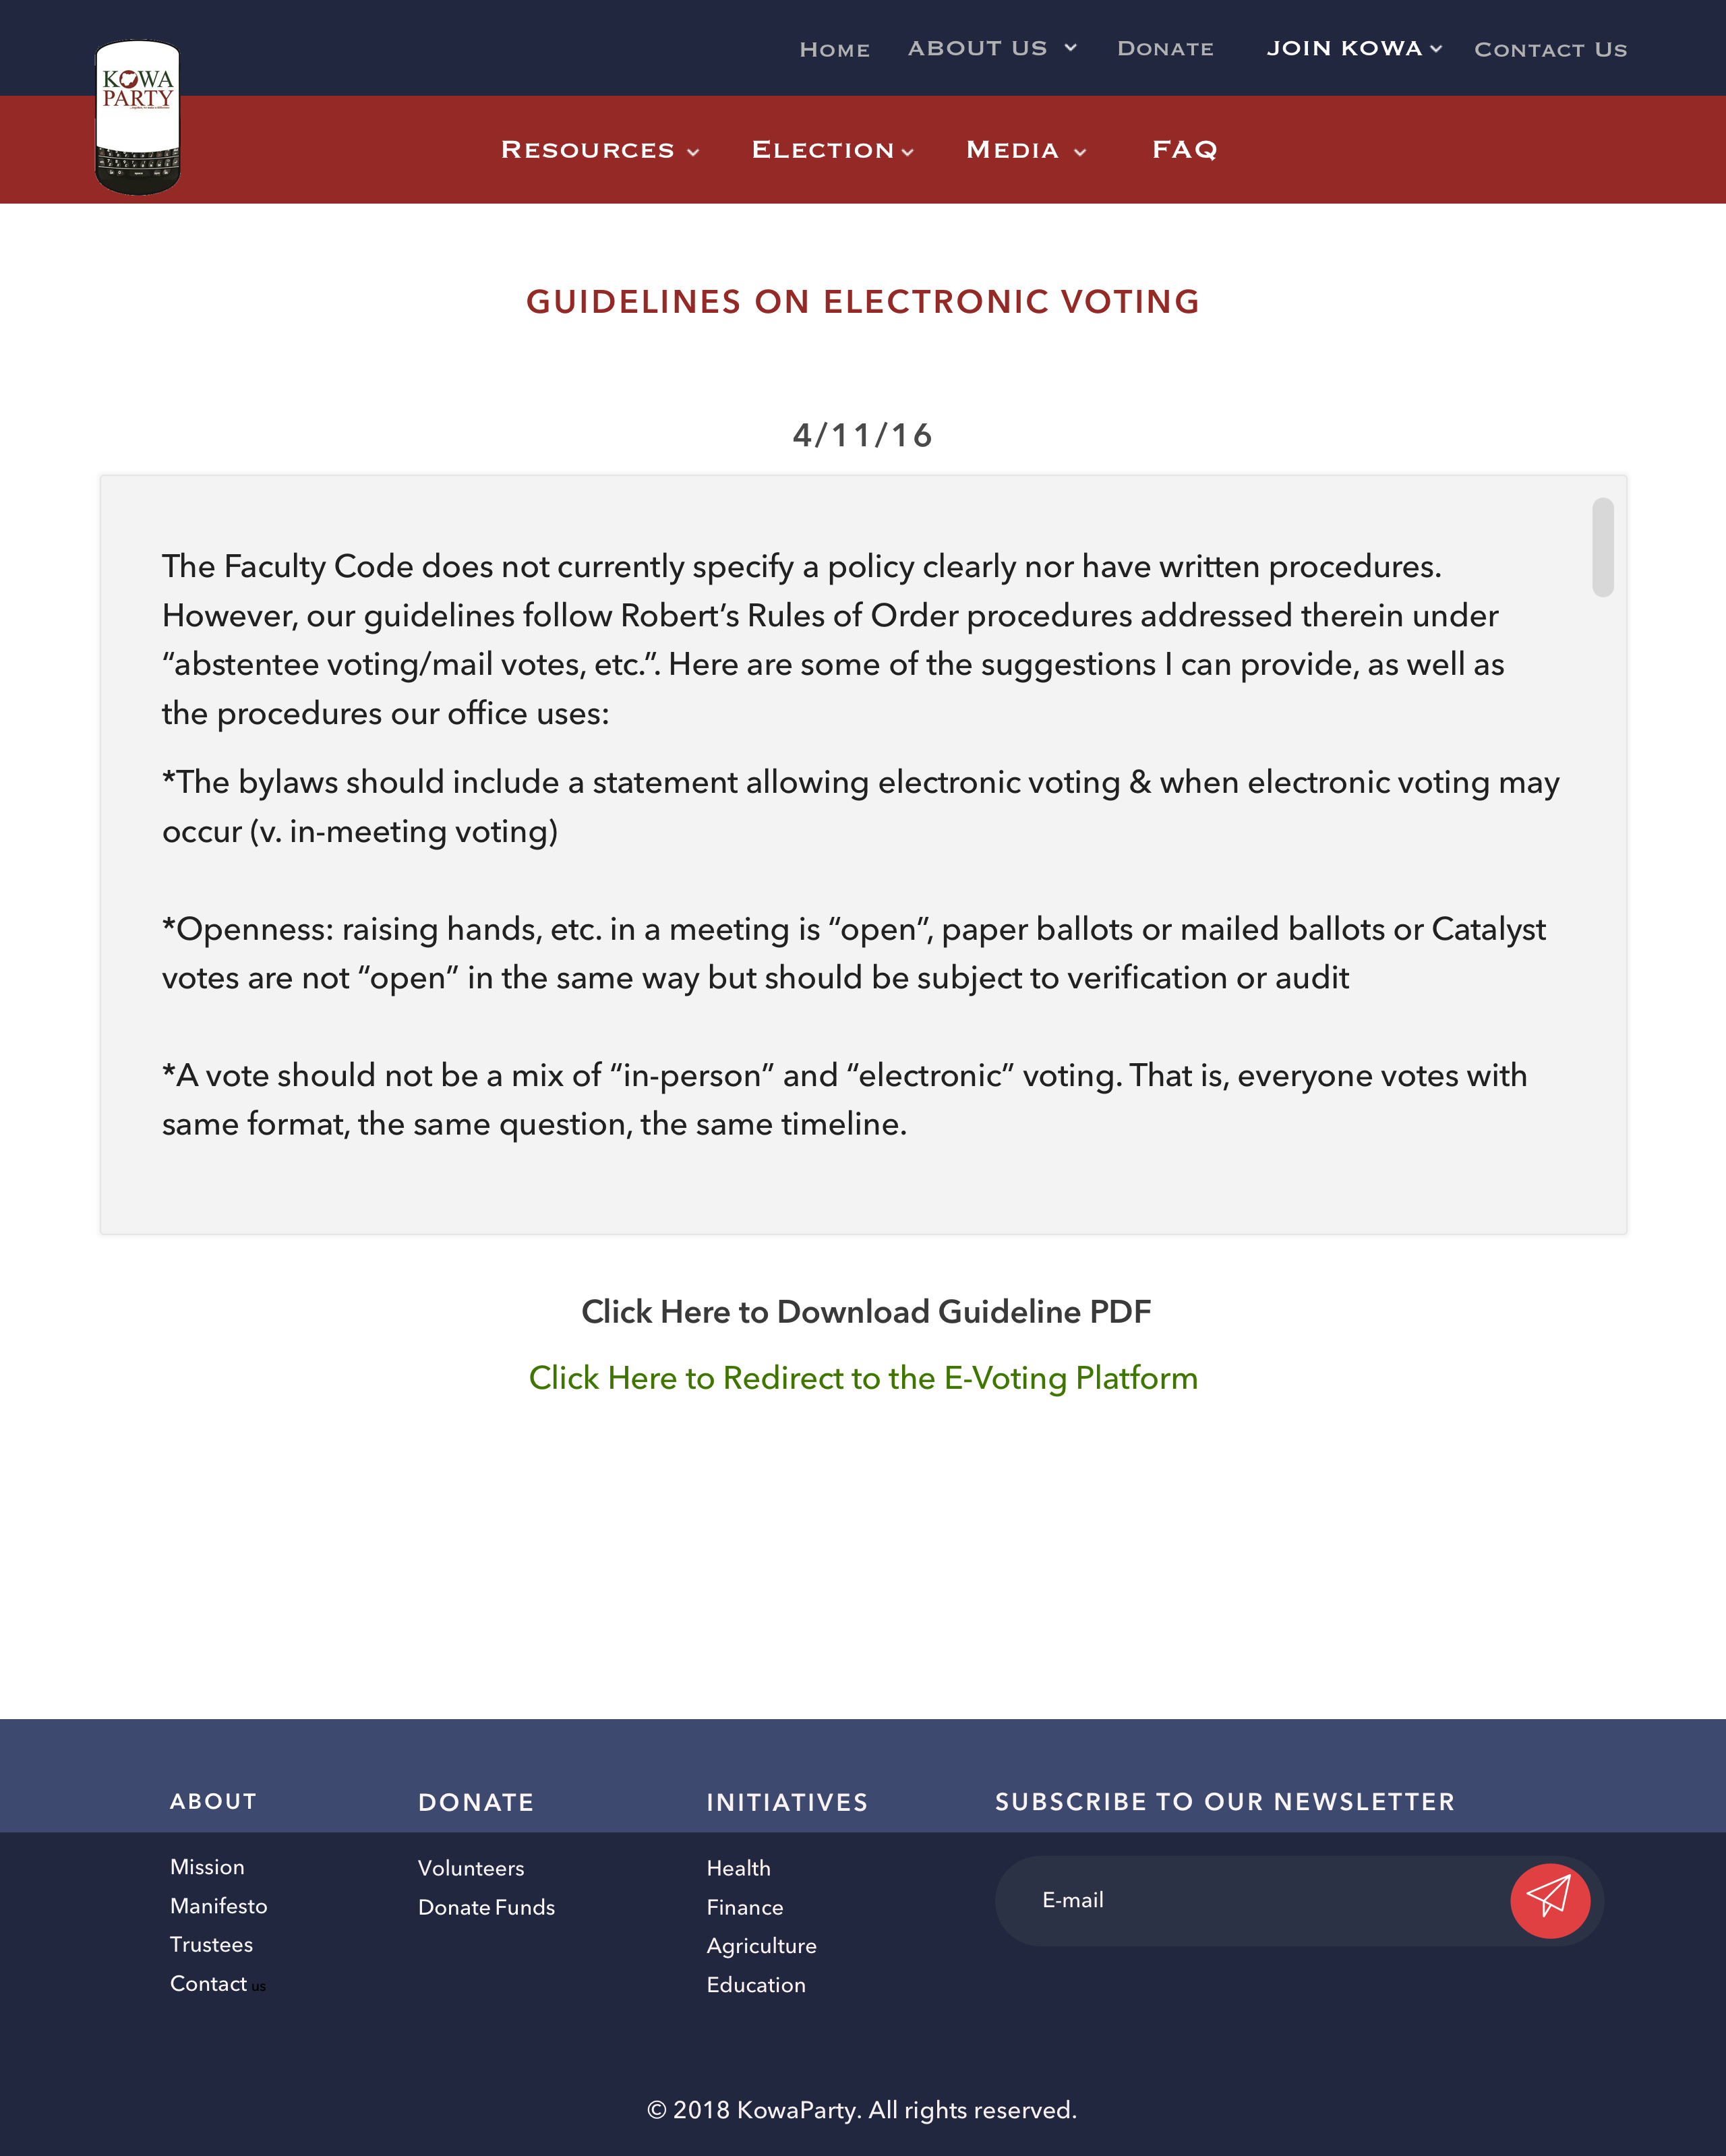 HOME ABOUT US DONATE JOIN KOWA CONTACT US
KOWA
PARTY
RESOURCES ELECTION MEDIA FAQ
GUIDELINES ON ELECTRONIC VOTING
4/11/16
The Faculty Code does not currently specify a policy clearly nor have written procedures.
However, our guidelines follow Robert’s Rules of Order procedures addressed therein under
“abstentee voting/mail votes, etc.”. Here are some of the suggestions I can provide, as well as
the procedures our office uses:
*The bylaws should include a statement allowing electronic voting & when electronic voting may
occur (v. in-meeting voting)
*Openness: raising hands, etc. in a meeting is “open”, paper ballots or mailed ballots or Catalyst
votes are not “open” in the same way but should be subject to verification or audit
*A vote should not be a mix of “in-person” and “electronic” voting. That is, everyone votes with
same format, the same question, the same timeline.
Click Here to Download Guideline PDF
Click Here to Redirect to the E-Voting Platform
ABOUT
Mission
Manifesto
Trustees
Contact us
DONATE
Volunteers
Donate Funds
INITIATIVES
Health
Finance
Agriculture
Education
SUBSCRIBE TO OUR NEWSLETTER
E-mail
© 2018 KowaParty. All rights reserved.